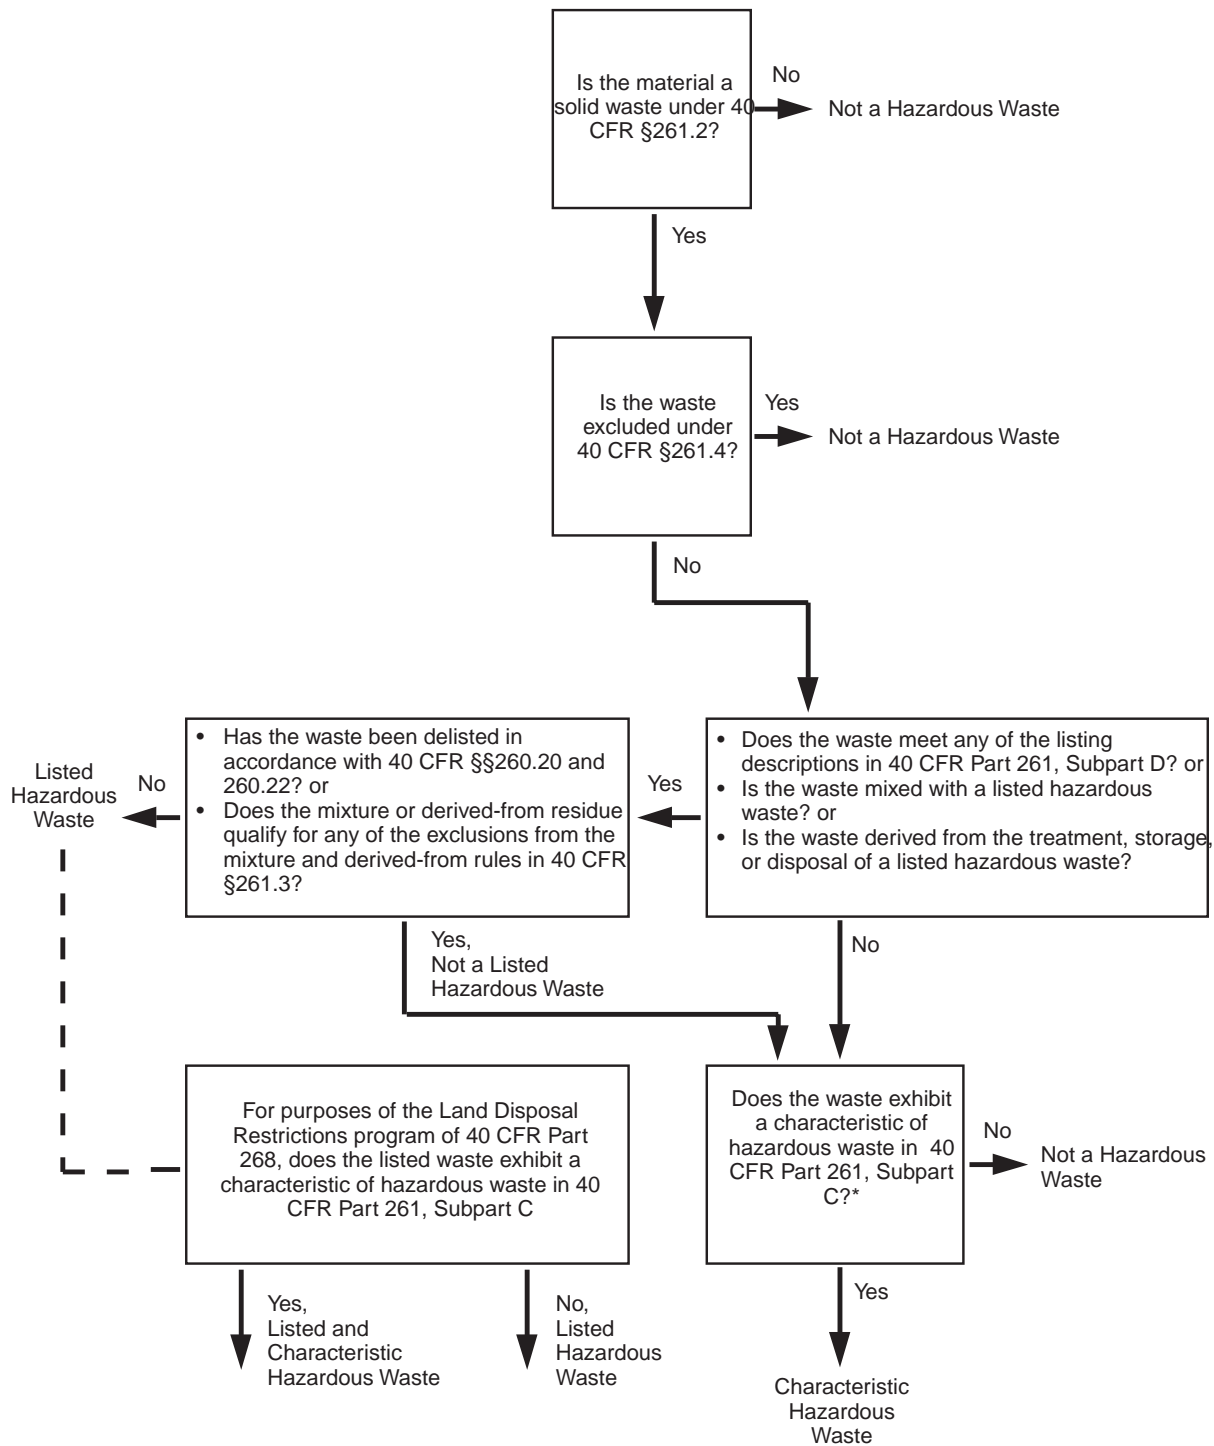 Is the material a
solid waste under 40
CFR §261.2?
No
Not a Hazardous Waste
Yes
Is the waste
excluded under
40 CFR §261.4?
Yes
Not a Hazardous Waste
No
• Does the waste meet any of the listing
descriptions in 40 CFR Part 261, Subpart D? or
• Is the waste mixed with a listed hazardous
waste? or
• Is the waste derived from the treatment, storage,
or disposal of a listed hazardous waste?
Yes
• Has the waste been delisted in
accordance with 40 CFR §§260.20 and
260.22? or
• Does the mixture or derived-from residue
qualify for any of the exclusions from the
mixture and derived-from rules in 40 CFR
§261.3?
No
Listed
Hazardous
Waste
Yes,
Not a Listed
Hazardous Waste
No
For purposes of the Land Disposal
Restrictions program of 40 CFR Part
268, does the listed waste exhibit a
characteristic of hazardous waste in 40
CFR Part 261, Subpart C
Does the waste exhibit
a characteristic of
hazardous waste in 40
CFR Part 261, Subpart
C?*
No
Not a Hazardous
Waste
Yes,
Listed and
Characteristic
Hazardous Waste
No,
Listed
Hazardous
Waste
Yes
Characteristic
Hazardous
Waste